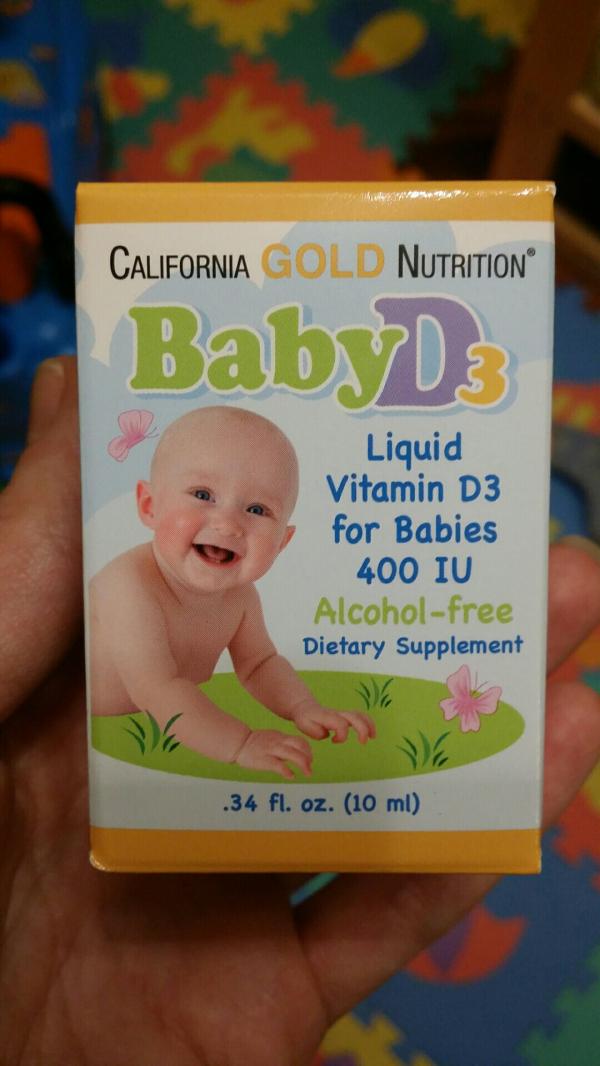 CALIFORNIA GOLD NUTRITION®
BabyD3
Liquid
Vitamin D3
for Babies
400 IU
Alcohol-free
Dietary Supplement
.34 fl. oz. (10 ml)